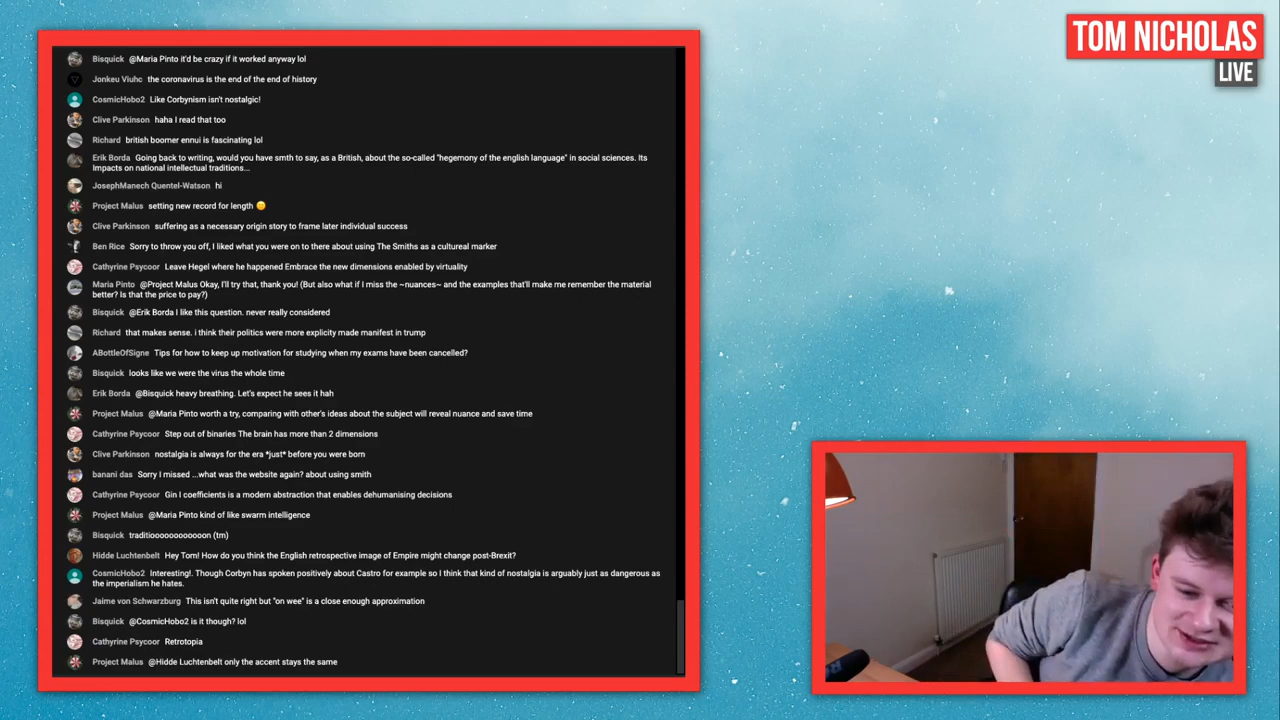 TOM NICHOLAS
LIVE
Bisquick @Maria Pinto it'd be crazy if it worked anyway lol
Jonkeu Viuhc the coronavirus is the end of the end of history
CosmicHobo2 Like Corbynism isn't nostalgic!
Clive Parkinson haha I read that too
Richard british boomer ennui is fascinating lol
Erik Borda Going back to writing, would you have smth to say, as a British, about the so-called "hegemony of the english language" in social sciences. Its
Impacts on national intellectual traditions...
JosephManech Quentel-Watson hi
Project Malus setting new record for length
Clive Parkinson suffering as a necessary origin story to frame later individual success
Ben Rice Sorry to throw you off, I liked what you were on to there about using The Smiths as a cultureal marker
Cathyrine Psycoor Leave Hegel where he happened Embrace the new dimensions enabled by virtuality
Maria Pinto @Project Malus Okay, I'll try that, thank you! (But also what if I miss the ~nuances~ and the examples that'll make me remember the material
better? Is that the price to pay?)
Bisquick @Erik Borda I like this question. never really considered
Richard that makes sense. i think their politics were more explicity made manifest in trump
ABottleOfSigne Tips for how to keep up motivation for studying when my exams have been cancelled?
Bisquick looks like we were the virus the whole time
Erik Borda @Bisquick heavy breathing. Let's expect he sees it hah
Project Malus @Maria Pinto worth a try, comparing with other's ideas about the subject will reveal nuance and save time
Cathyrine Psycoor Step out of binaries The brain has more than 2 dimensions
Clive Parkinson nostalgia is always for the era *just* before you were born
banani das Sorry I missed ...what was the website again? about using smith
Cathyrine Psycoor Gin I coefficients is a modern abstraction that enables dehumanising decisions
Project Malus @Maria Pinto kind of like swarm intelligence
Bisquick traditiooooooooooon (tm)
Hidde Luchtenbelt Hey Tom! How do you think the English retrospective image of Empire might change post-Brexit?
CosmicHobo2 Interesting!. Though Corbyn has spoken positively about Castro for example so I think that kind of nostalgia is arguably just as dangerous as
the imperialism he hates.
Jaime von Schwarzburg This isn't quite right but "on wee" is a close enough approximation
Bisquick @CosmicHobo2 is it though? lol
Cathyrine Psycoor Retrotopia
Project Malus @Hidde Luchtenbelt only the accent stays the same